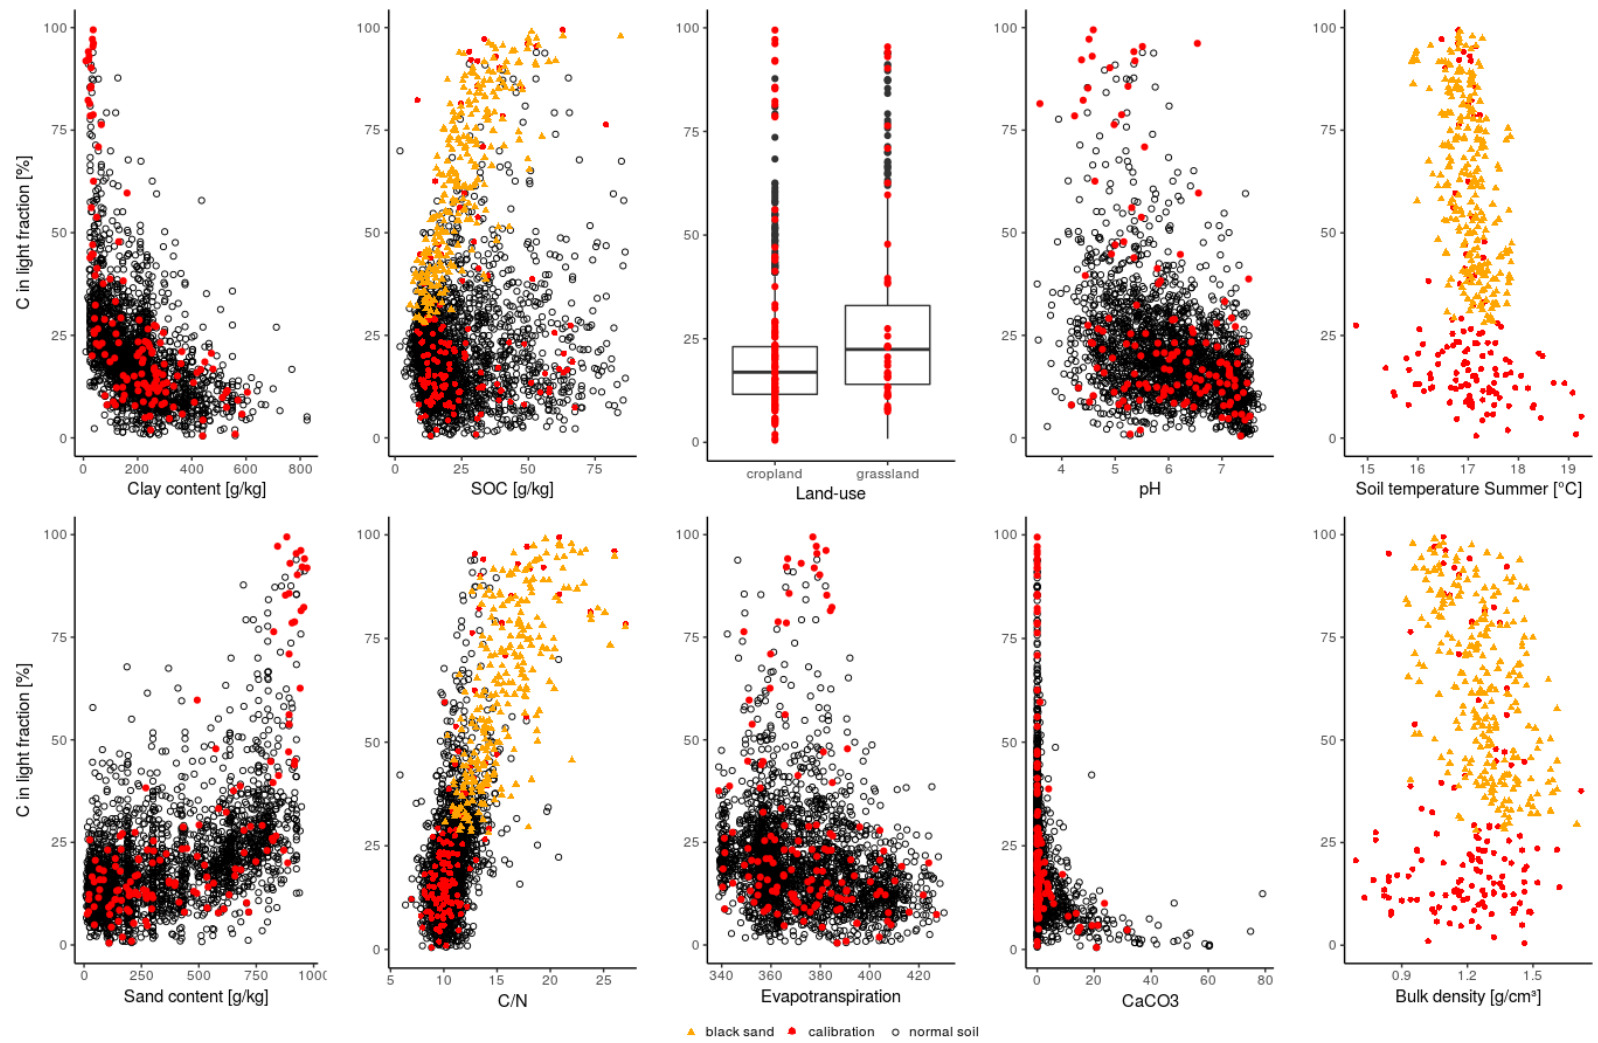 C in light fraction [%]
100
75
50
25
0
0 200 400 600 800
Clay content [g/kg]
100
75
50
25
0
0 25 50 75
SOC [g/kg]
100
75
50
25
0
cropland grassland
Land-use
100
75
50
25
0
4 5 6 7
pH
100
75
50
25
0
15 16 17 18 19
Soil temperature Summer [°C]
C in light fraction [%]
100
75
50
25
0
0 250 500 750 1000
Sand content [g/kg]
100
75
50
25
0
5 10 15 20 25
C/N
100
75
50
25
0
340 360 380 400 420
Evapotranspiration
100
75
50
25
0
0 20 40 60 80
CaCO3
100
75
50
25
0
0.9 1.2 1.5
Bulk density [g/cm³]
black sand calibration normal soil